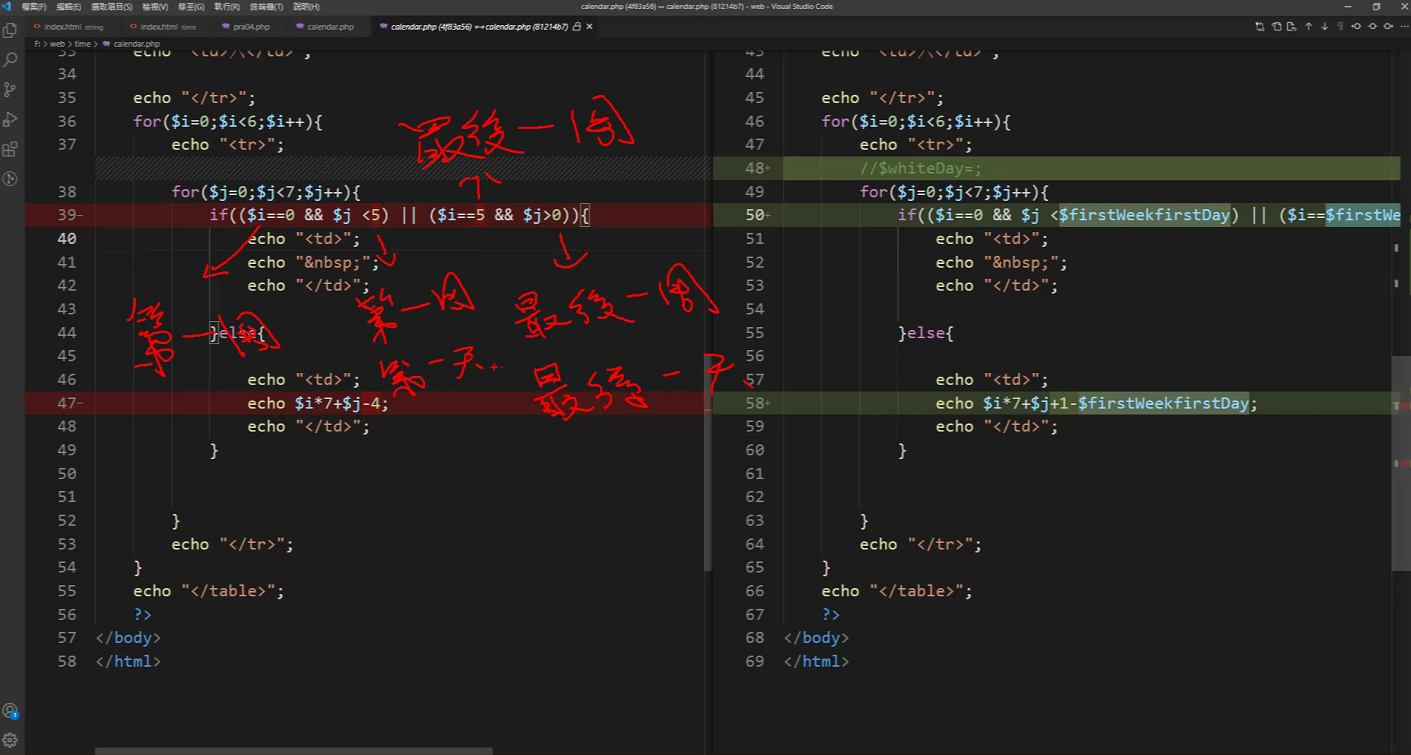 檔案(F) 編輯(E) 選取項目(S) 檢視(V) 移至(G) 執行(R) 終端機(T) 說明(H)
calendar.php (4f83a56) ↔ calendar.php (81214b7) - web - Visual Studio Code
index.html string
index.html time
pra04.php
calendar.php
calendar.php (4f83a56) ↔ calendar.php (81214b7)
F: > web > time > calendar.php
33 echo "<td>六</td>";
34
35 echo "</tr>";
36 for($i=0;$i<6;$i++){
37 echo "<tr>";
38 for($j=0;$j<7;$j++){
39- if(($i==0 && $j <5) || ($i==5 && $j>0)){
40 echo "<td>";
41 echo "&nbsp;";
42 echo "</td>";
43
44 }else{
45
46 echo "<td>";
47- echo $i*7+$j-4;
48 echo "</td>";
49 }
50
51
52 }
53 echo "</tr>";
54 }
55 echo "</table>";
56 ?>
57 </body>
58 </html>
最後一個
第一個
第一周
第一天
最後一周
最後一天
43 echo "<td>六</td>";
44
45 echo "</tr>";
46 for($i=0;$i<6;$i++){
47 echo "<tr>";
48+ //$whiteDay=;
49 for($j=0;$j<7;$j++){
50+ if(($i==0 && $j <$firstWeekfirstDay) || ($i==$firstWe
51 echo "<td>";
52 echo "&nbsp;";
53 echo "</td>";
54
55 }else{
56
57 echo "<td>";
58+ echo $i*7+$j+1-$firstWeekfirstDay;
59 echo "</td>";
60 }
61
62
63 }
64 echo "</tr>";
65 }
66 echo "</table>";
67 ?>
68 </body>
69 </html>